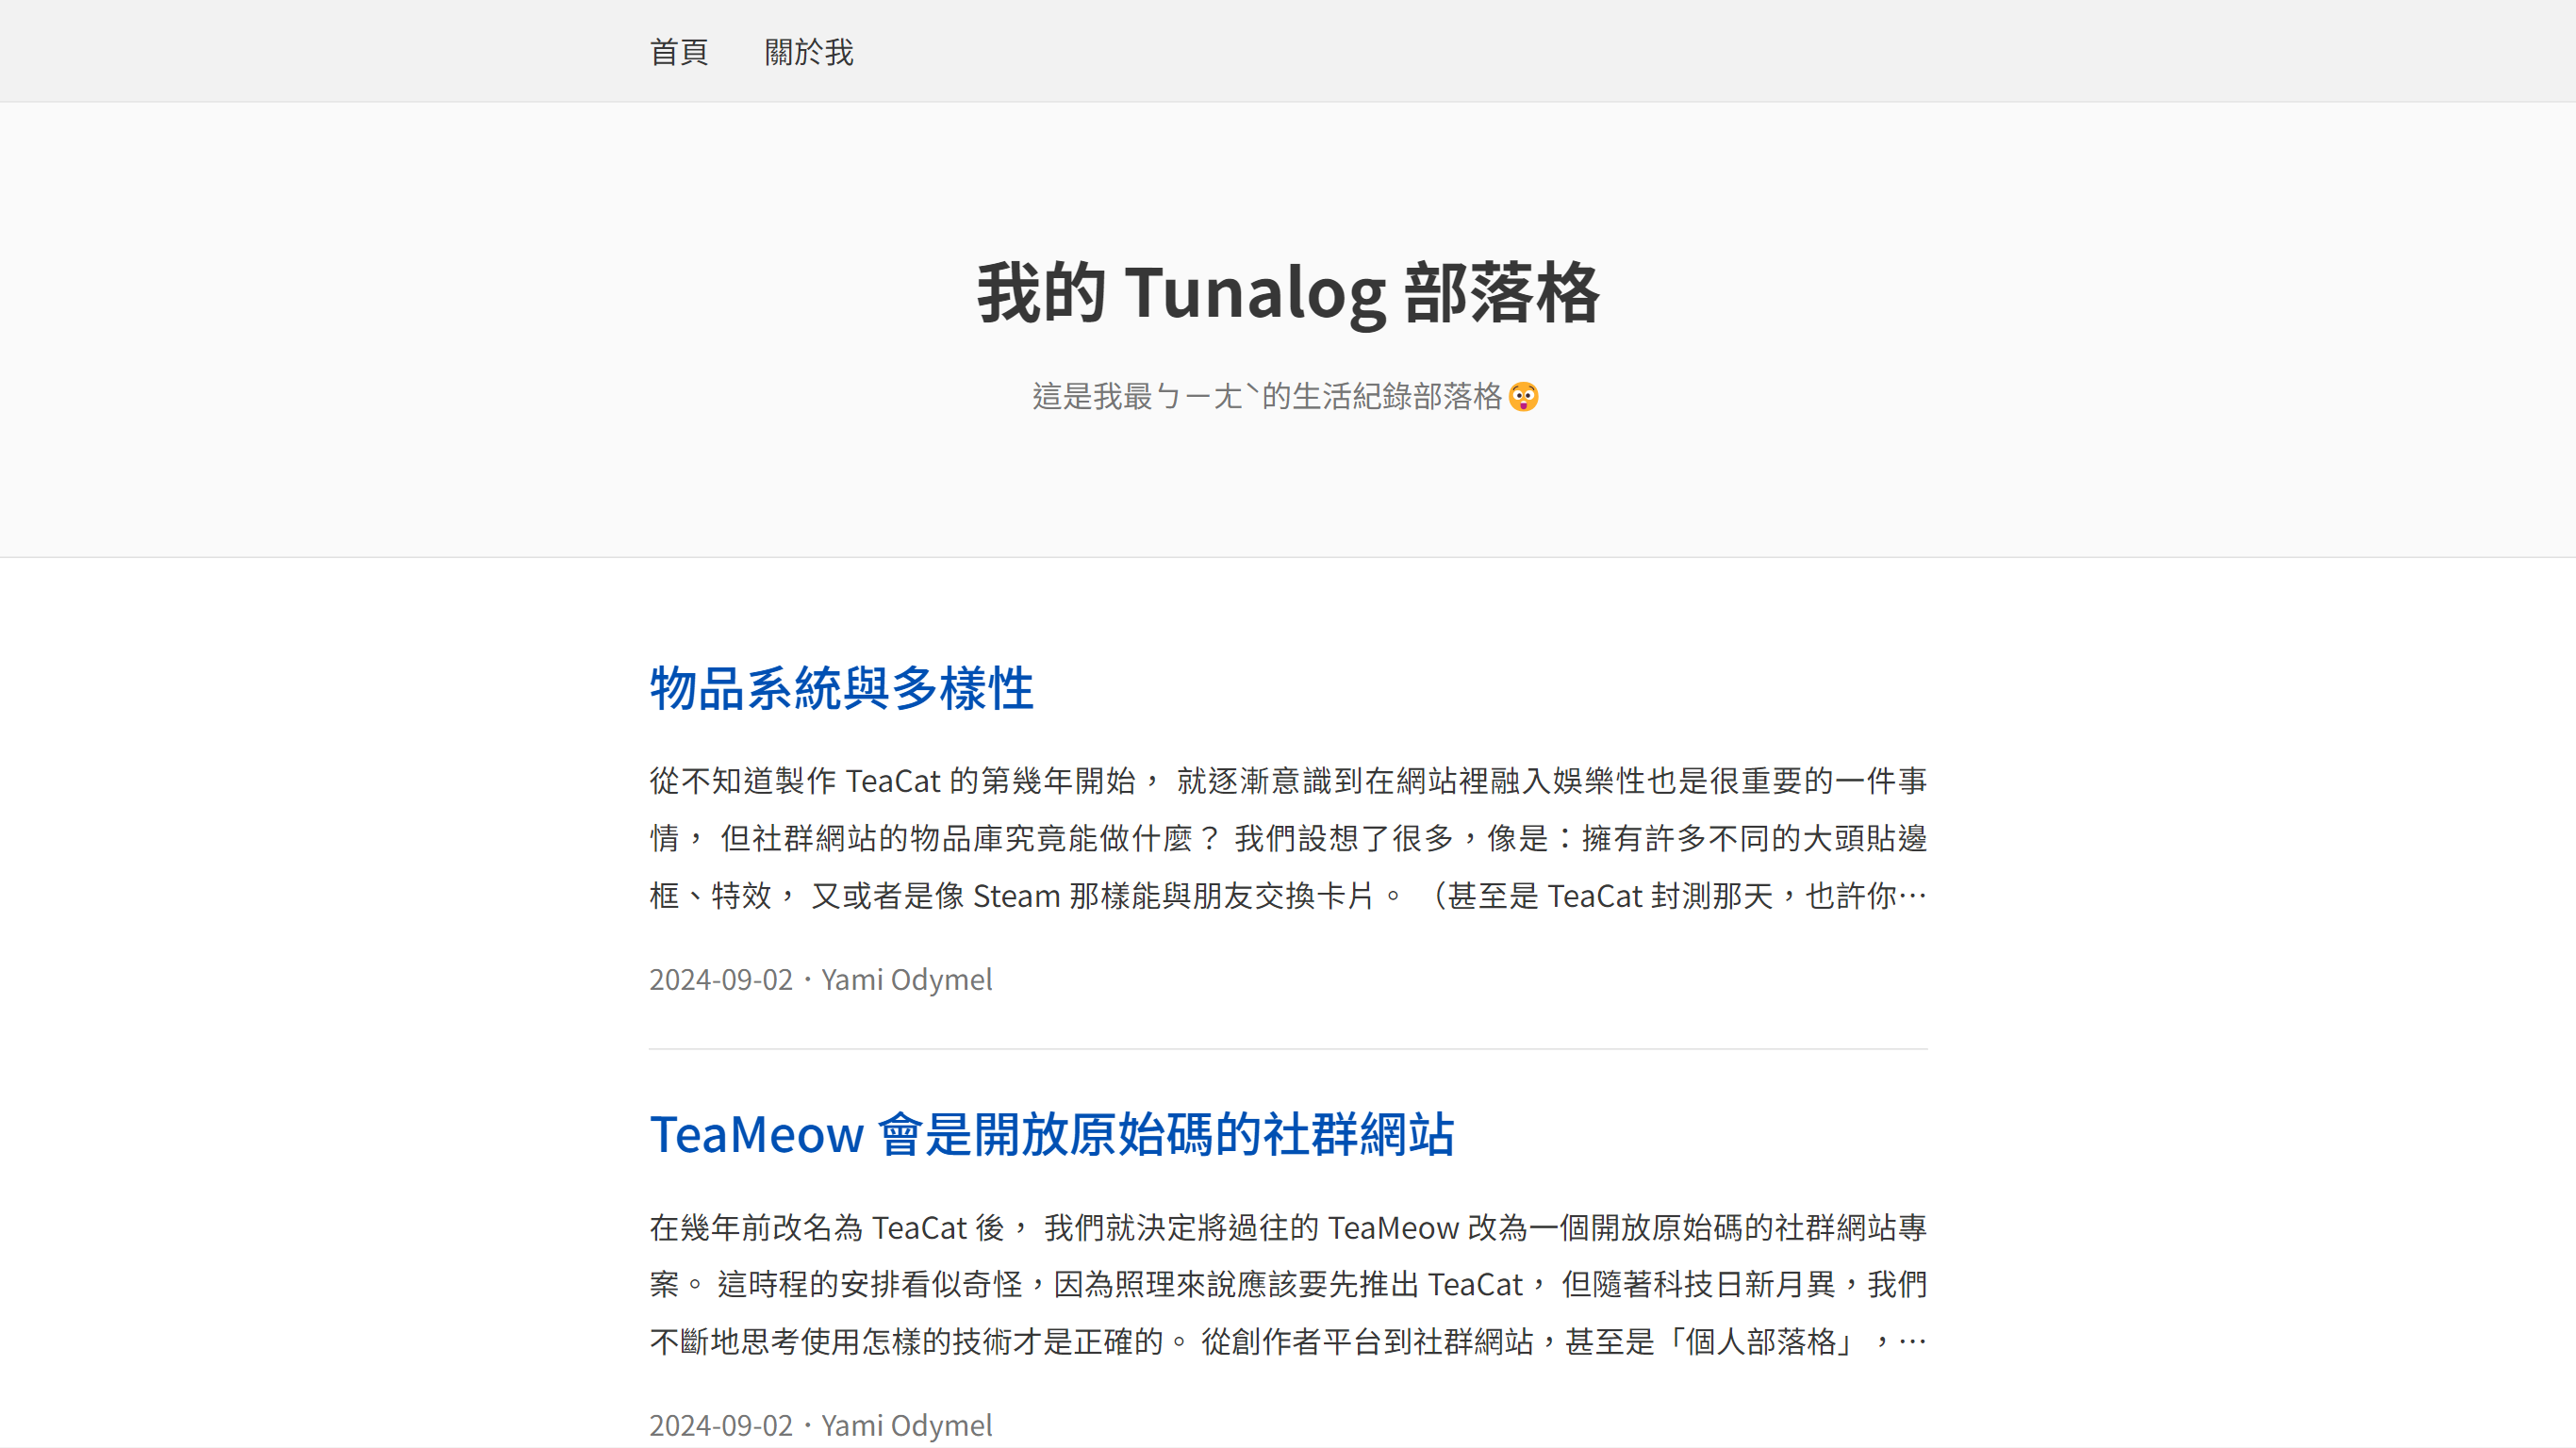 首頁 關於我
我的 Tunalog 部落格
這是我最ㄅㄧㄤˋ的生活紀錄部落格😳
物品系統與多樣性
從不知道製作 TeaCat 的第幾年開始， 就逐漸意識到在網站裡融入娛樂性也是很重要的一件事
情， 但社群網站的物品庫究竟能做什麼？ 我們設想了很多，像是：擁有許多不同的大頭貼邊
框、特效， 又或者是像 Steam 那樣能與朋友交換卡片。 （甚至是 TeaCat 封測那天，也許你…
2024-09-02・Yami Odymel
TeaMeow 會是開放原始碼的社群網站
在幾年前改名為 TeaCat 後， 我們就決定將過往的 TeaMeow 改為一個開放原始碼的社群網站專
案。 這時程的安排看似奇怪，因為照理來說應該要先推出 TeaCat， 但隨著科技日新月異，我們
不斷地思考使用怎樣的技術才是正確的。 從創作者平台到社群網站，甚至是「個人部落格」，…
2024-09-02・Yami Odymel